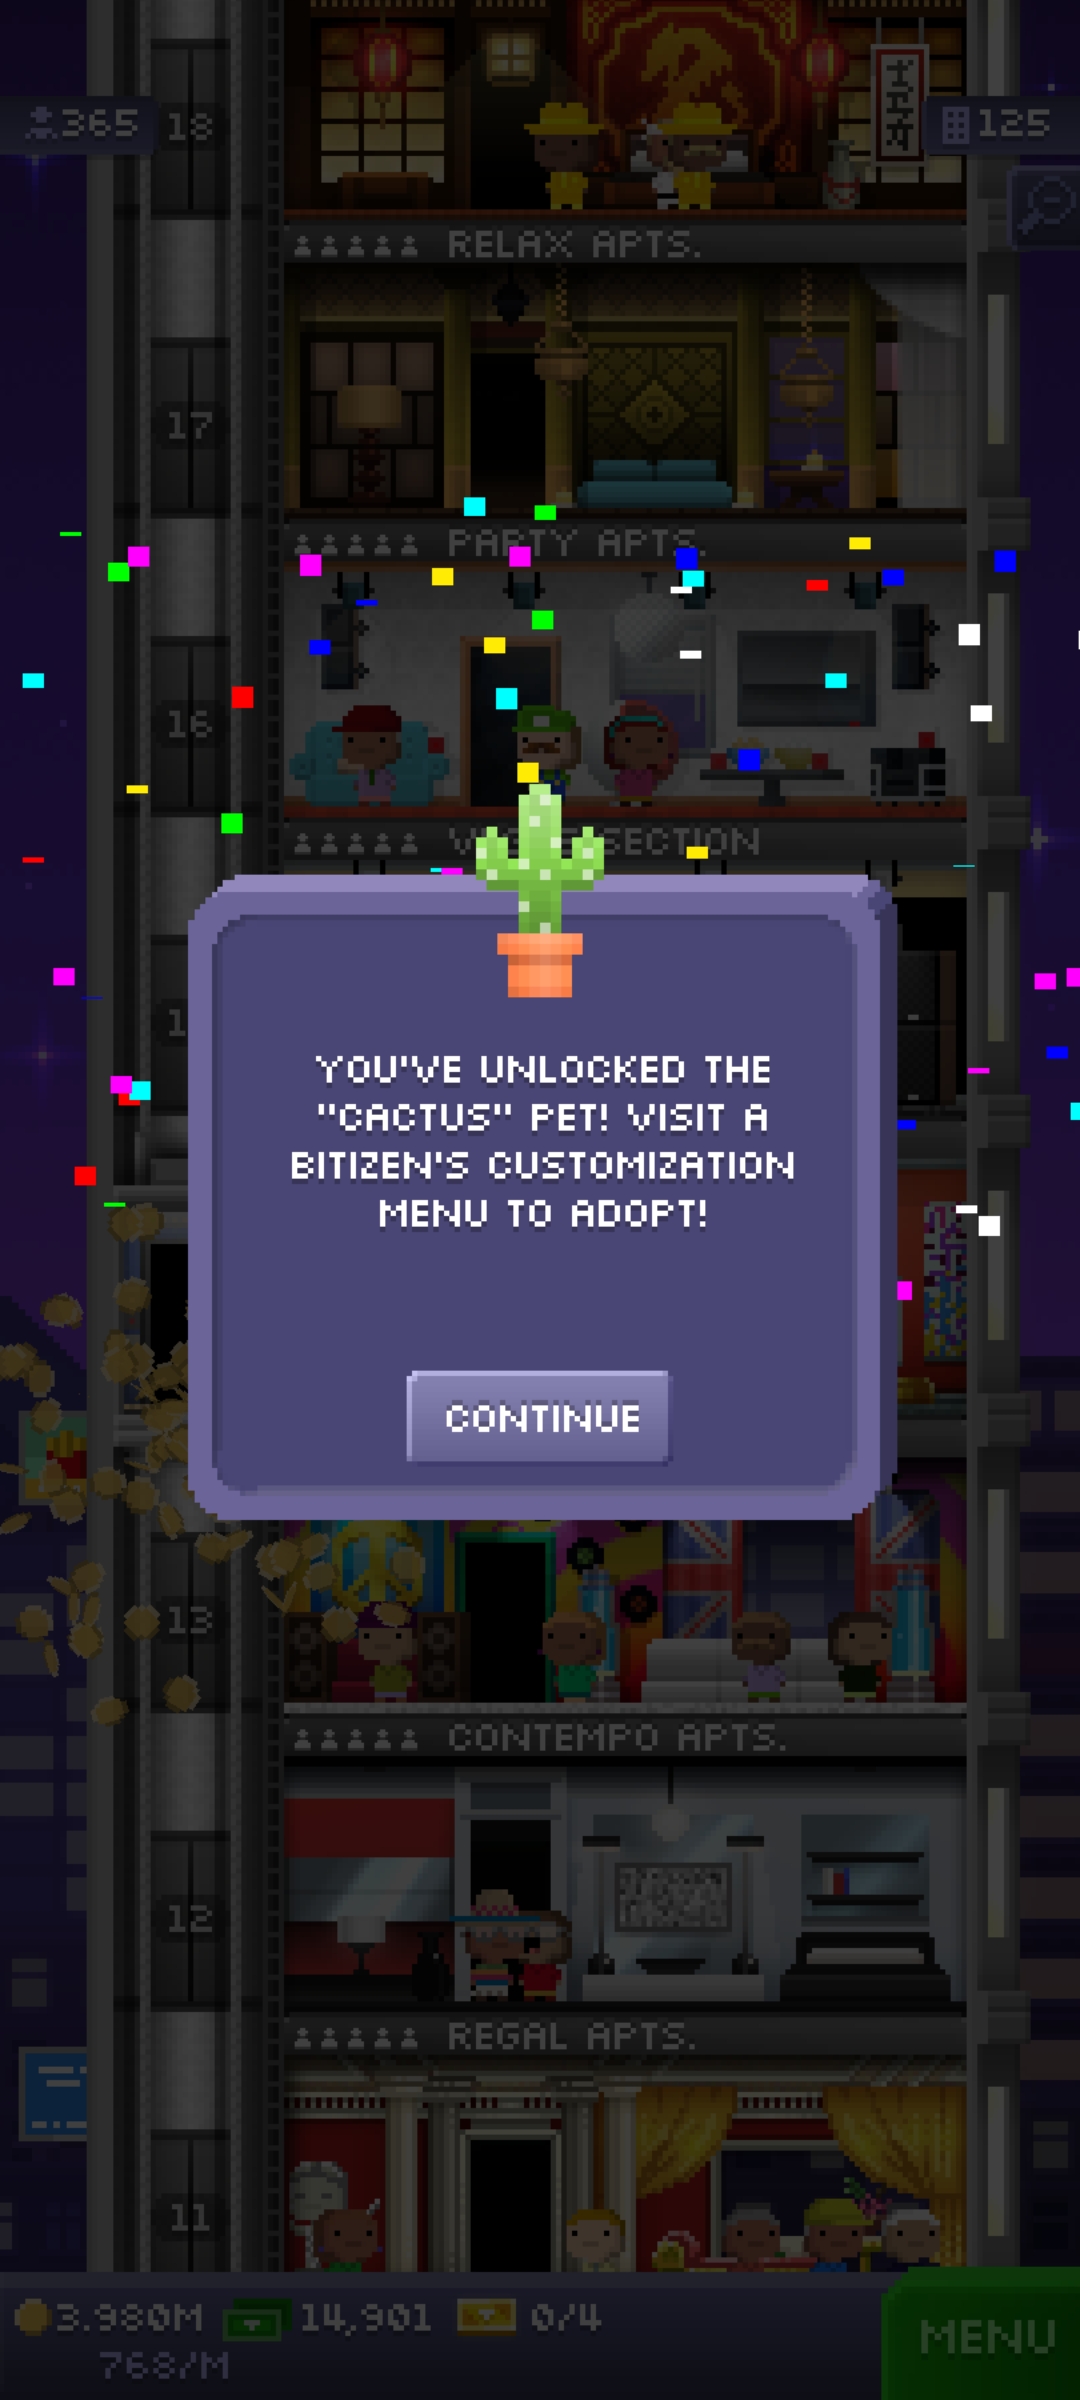 365
18
125
RELAX APTS.
17
PARTY APTS.
16
YOU'VE UNLOCKED THE
"CACTUS" PET! VISIT A
BITIZEN'S CUSTOMIZATION
MENU TO ADOPT!
CONTINUE
13
CONTEMPO APTS.
12
REGAL APTS.
11
3.980M 14,901 0/4
768/M
MENU